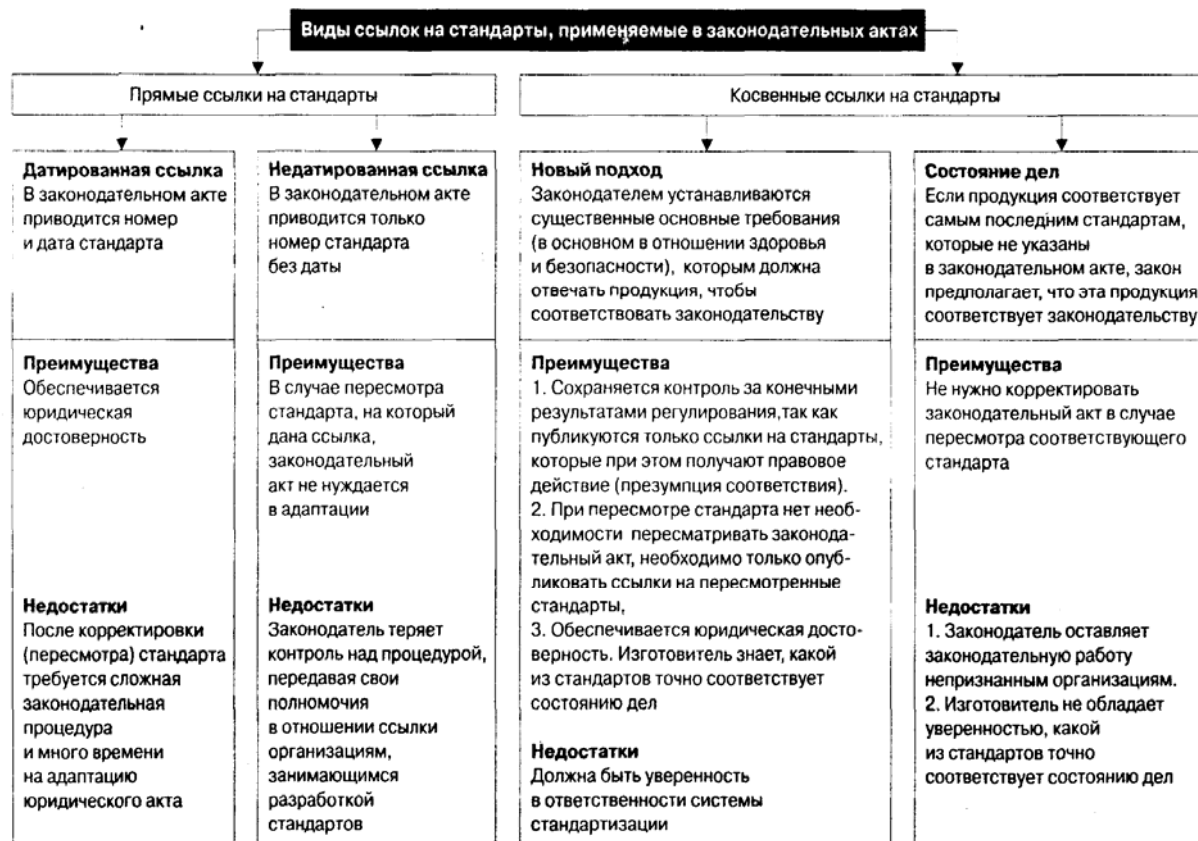 Виды ссылок на стандарты, применяемые в законодательных актах
Прямые ссылки на стандарты
Косвенные ссылки на стандарты
Датированная ссылка
В законодательном акте
приводится номер
и дата стандарта
Преимущества
Обеспечивается
юридическая
достоверность
Недостатки
После корректировки
(пересмотра) стандарта
требуется сложная
законодательная
процедура
и много времени
на адаптацию
юридического акта
Недатированная ссылка
В законодательном акте
приводится только
номер стандарта
без даты
Преимущества
В случае пересмотра
стандарта, на который
дана ссылка,
законодательный
акт не нуждается
в адаптации
Недостатки
Законодатель теряет
контроль над процедурой,
передавая свои
полномочия
в отношении ссылки
организациям,
занимающимся
разработкой
стандартов
Новый подход
Законодателем устанавливаются
существенные основные требования
(в основном в отношении здоровья
и безопасности), которым должна
отвечать продукция, чтобы
соответствовать законодательству
Преимущества
1. Сохраняется контроль за конечными
результатами регулирования,так как
публикуются только ссылки на стандарты,
которые при этом получают правовое
действие (презумпция соответствия).
2. При пересмотре стандарта нет необ-
ходимости пересматривать законода-
тельный акт, необходимо только опуб-
ликовать ссылки на пересмотренные
стандарты,
3. Обеспечивается юридическая досто-
верность. Изготовитель знает, какой
из стандартов точно соответствует
состоянию дел
Недостатки
Должна быть уверенность
в ответственности системы
стандартизации
Состояние дел
Если продукция соответствует
самым последним стандартам,
которые не указаны
в законодательном акте, закон
предполагает, что эта продукция
соответствует законодательству
Преимущества
Не нужно корректировать
законодательный акт в случае
пересмотра соответствующего
стандарта
Недостатки
1. Законодатель оставляет
законодательную работу
непризнанным организациям.
2. Изготовитель не обладает
уверенностью, какой
из стандартов точно
соответствует состоянию дел